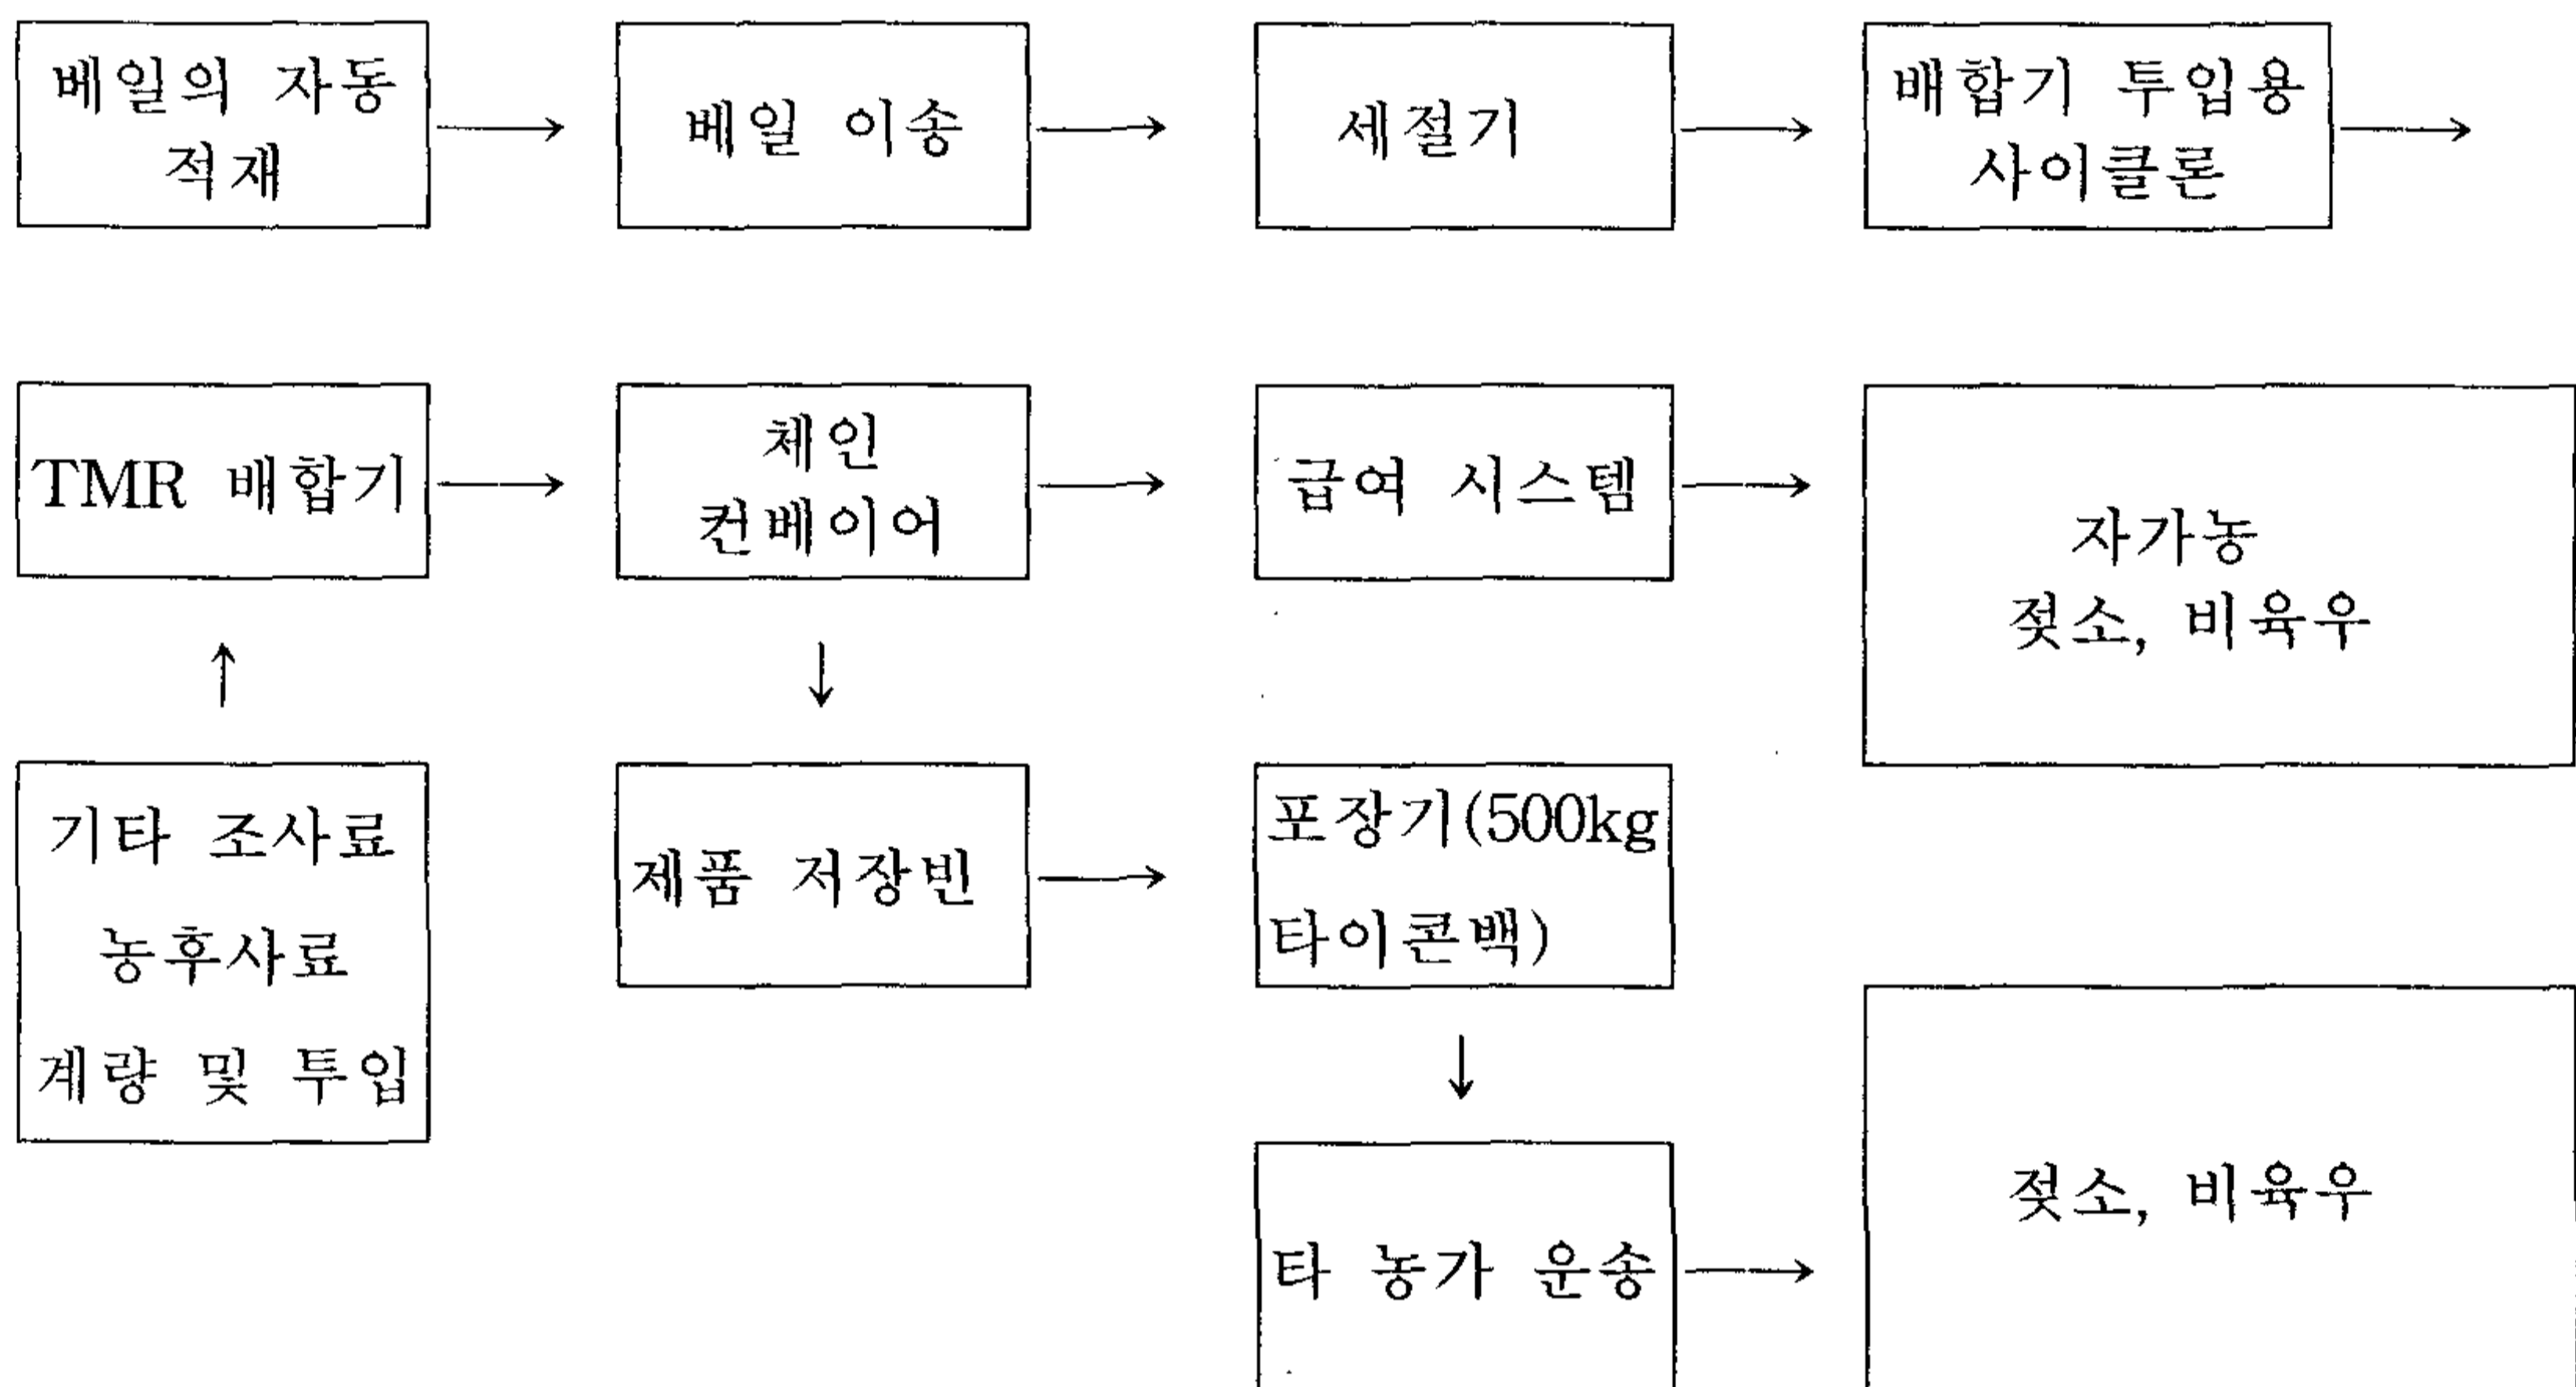 베일의 자동
적재
베일 이송
세절기
배합기 투입용
사이클론
TMR 배합기
체인
컨베이어
급여 시스템
자가농
젖소, 비육우
기타 조사료
농후사료
계량 및 투입
제품 저장빈
포장기(500kg
타이콘백)
타 농가 운송
젖소, 비육우